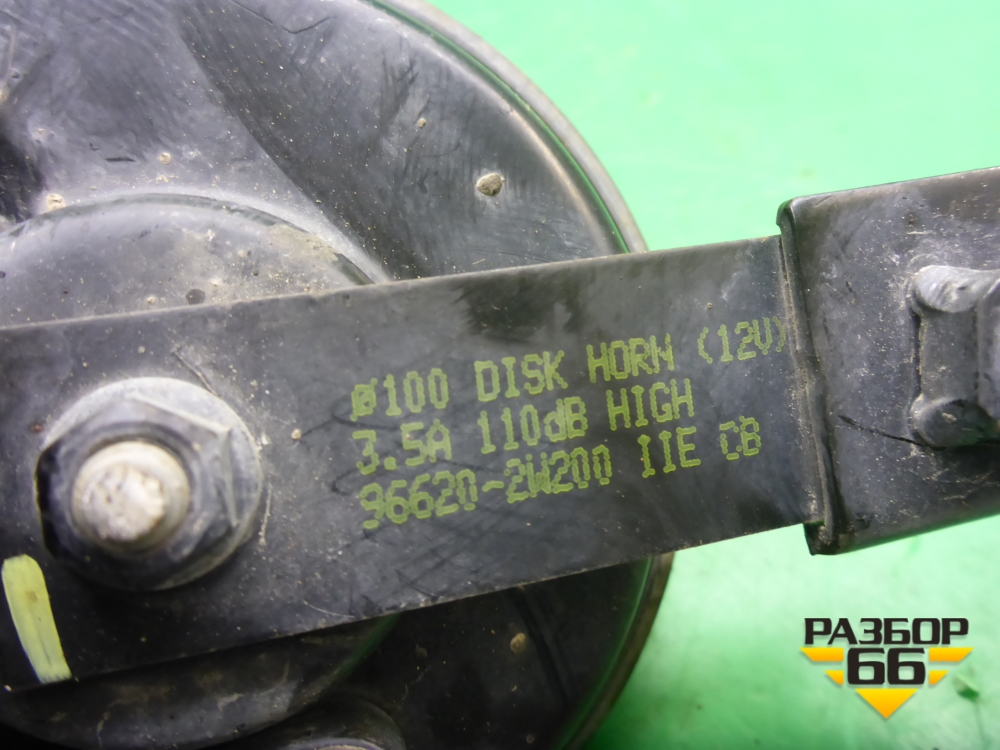 Ø100 DISK HORN (12V)
3.5A 110dB HIGH
96620-2W200 IIE CB
РАЗБОР
66